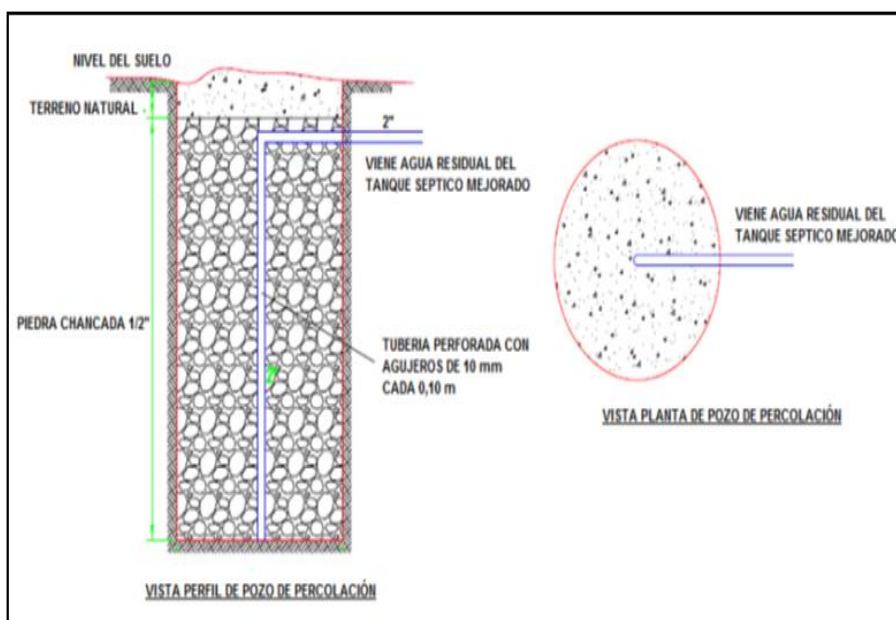 NIVEL DEL SUELO
TERRENO NATURAL
2"
VIENE AGUA RESIDUAL DEL
TANQUE SEPTICO MEJORADO
PIEDRA CHANCADA 1/2"
TUBERIA PERFORADA CON
AGUJEROS DE 10 mm
CADA 0,10 m
VISTA PERFIL DE POZO DE PERCOLACIÓN
VIENE AGUA RESIDUAL DEL
TANQUE SEPTICO MEJORADO
VISTA PLANTA DE POZO DE PERCOLACIÓN